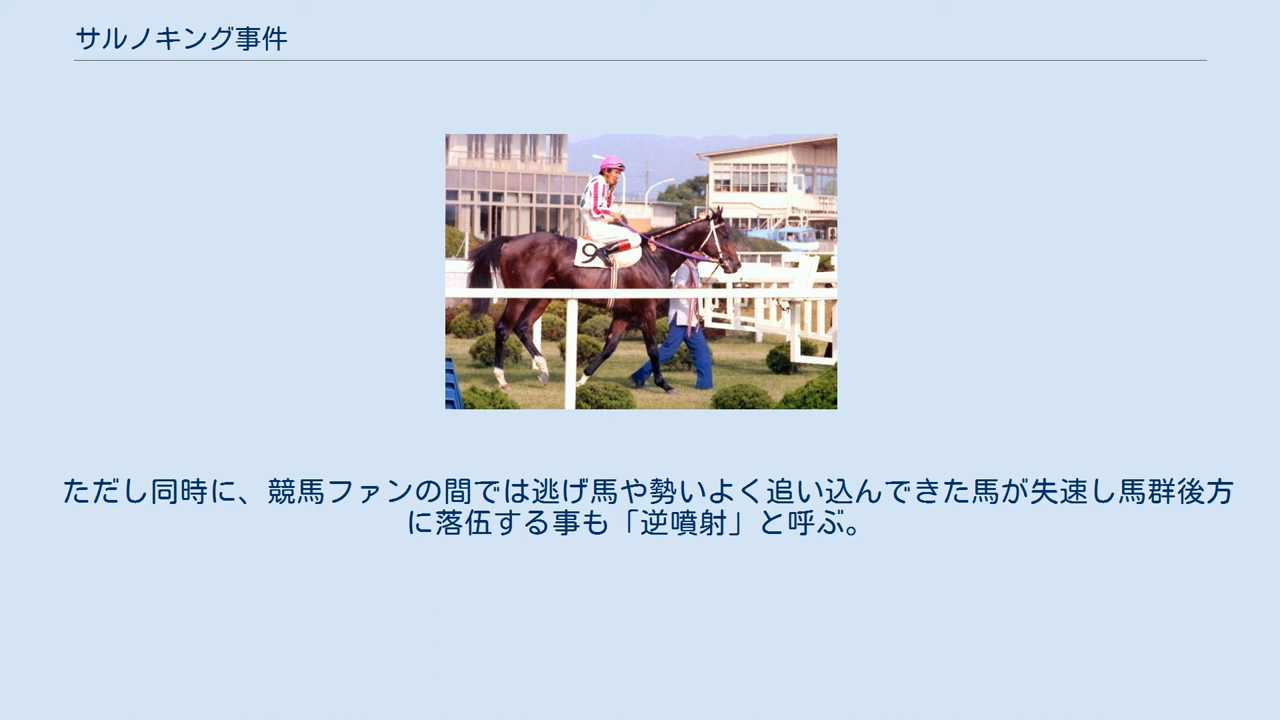 サルノキング事件
9
ただし同時に、競馬ファンの間では逃げ馬や勢いよく追い込んできた馬が失速し馬群後方
に落伍する事も「逆噴射」と呼ぶ。